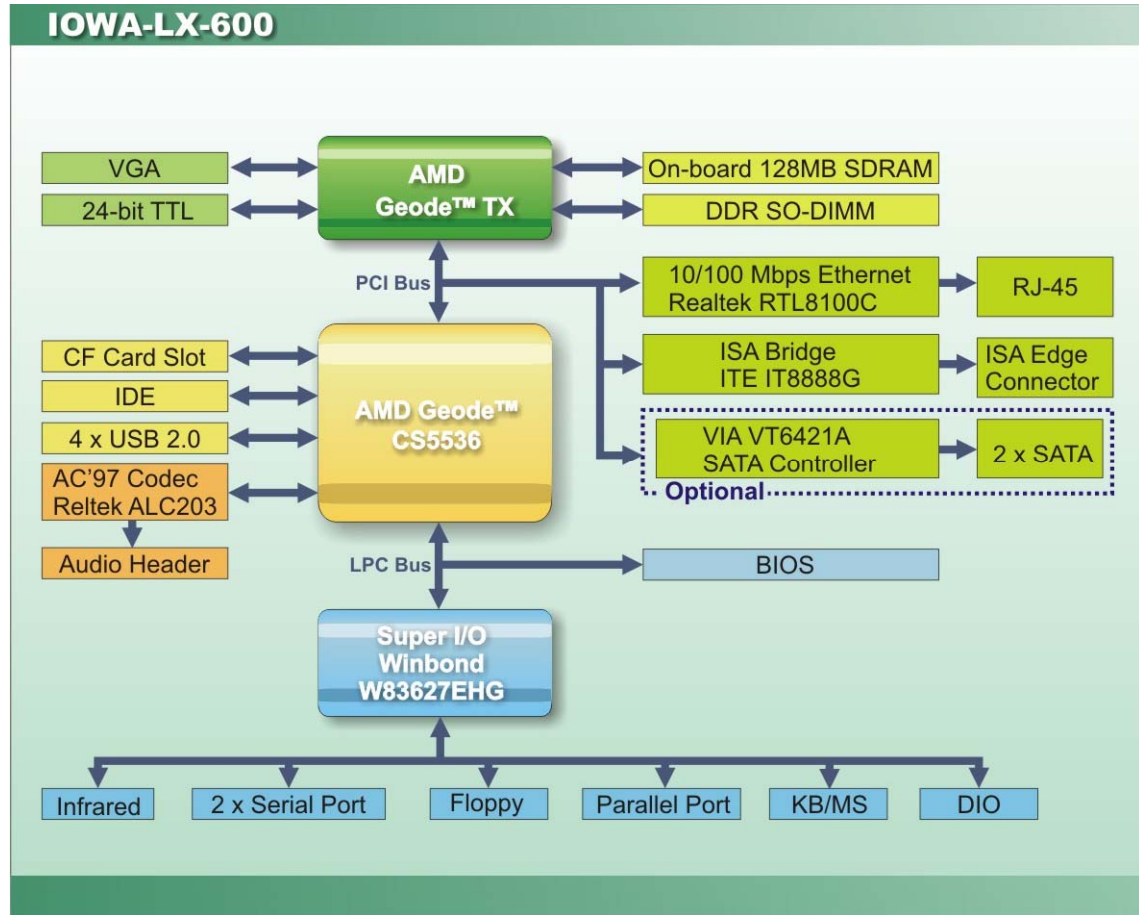 IOWA-LX-600
VGA
24-bit TTL
AMD
Geode™ TX
On-board 128MB SDRAM
DDR SO-DIMM
PCI Bus
10/100 Mbps Ethernet
Realtek RTL8100C
RJ-45
CF Card Slot
IDE
4 x USB 2.0
AC'97 Codec
Reltek ALC203
Audio Header
AMD Geode™
CS5536
ISA Bridge
ITE IT8888G
ISA Edge
Connector
VIA VT6421A
SATA Controller
2 x SATA
Optional
LPC Bus
BIOS
Super I/O
Winbond
W83627EHG
Infrared
2 x Serial Port
Floppy
Parallel Port
KB/MS
DIO